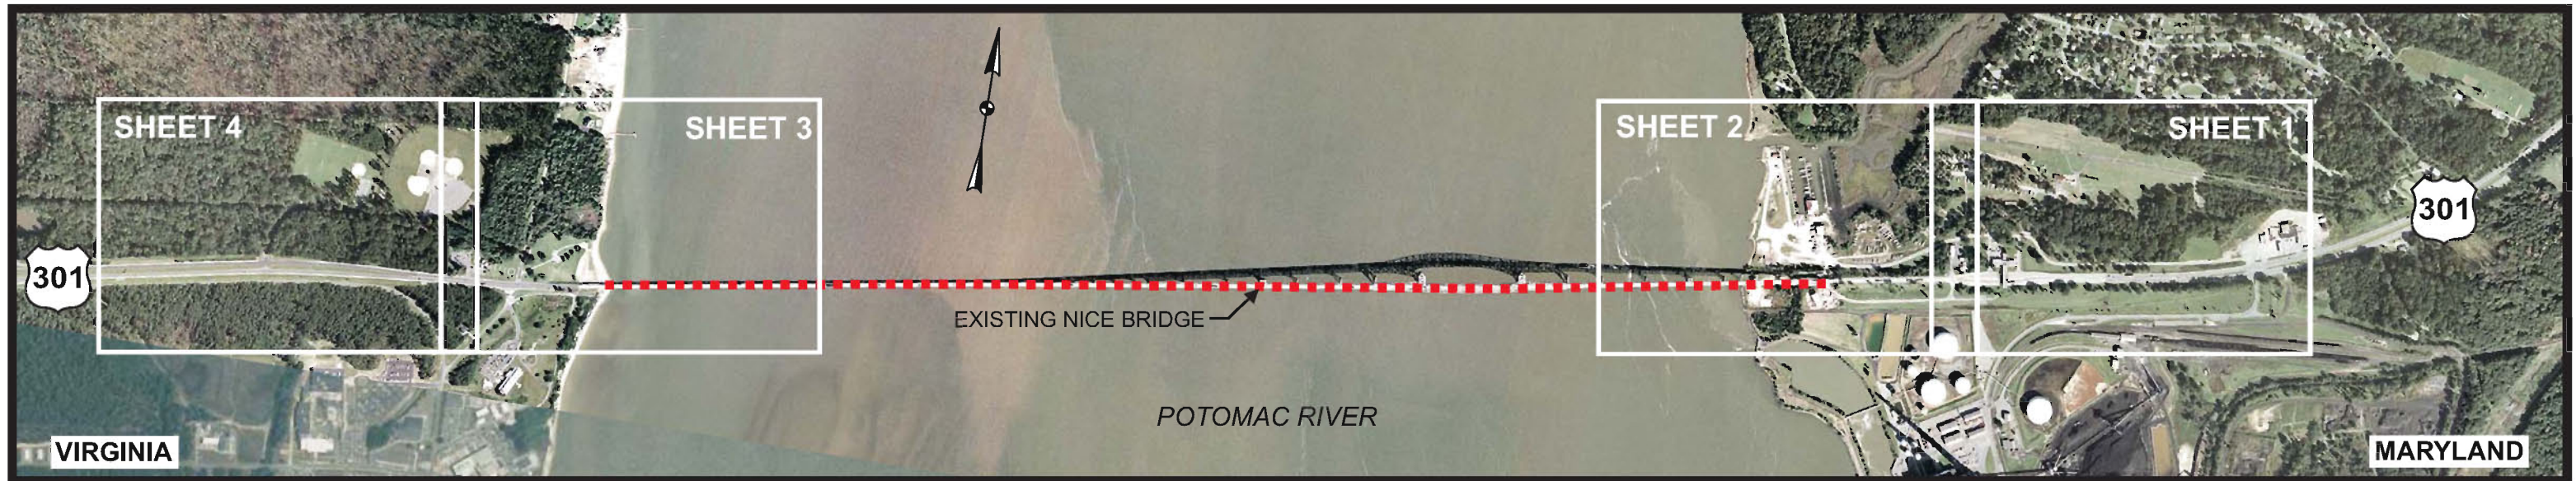 SHEET 4
SHEET 3
SHEET 2
SHEET 1
301
301
EXISTING NICE BRIDGE
POTOMAC RIVER
VIRGINIA
MARYLAND